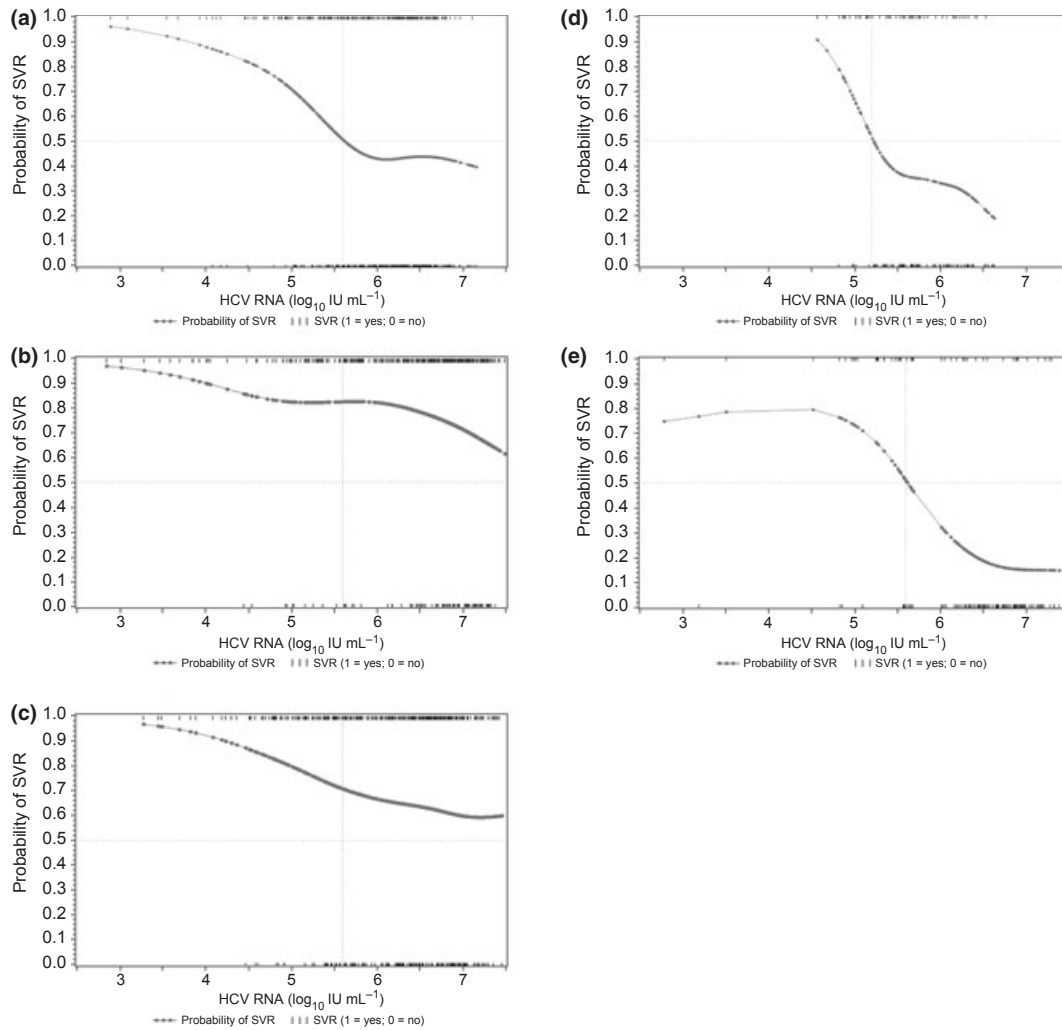 (a)
Probability of SVR
1.0
0.9
0.8
0.7
0.6
0.5
0.4
0.3
0.2
0.1
0.0
3 4 5 6 7
HCV RNA (log10 IU mL−1)
Probability of SVR SVR (1 = yes; 0 = no)
(b)
Probability of SVR
1.0
0.9
0.8
0.7
0.6
0.5
0.4
0.3
0.2
0.1
0.0
3 4 5 6 7
HCV RNA (log10 IU mL−1)
Probability of SVR SVR (1 = yes; 0 = no)
(c)
Probability of SVR
1.0
0.9
0.8
0.7
0.6
0.5
0.4
0.3
0.2
0.1
0.0
3 4 5 6 7
HCV RNA (log10 IU mL−1)
Probability of SVR SVR (1 = yes; 0 = no)
(d)
Probability of SVR
1.0
0.9
0.8
0.7
0.6
0.5
0.4
0.3
0.2
0.1
0.0
3 4 5 6 7
HCV RNA (log10 IU mL−1)
Probability of SVR SVR (1 = yes; 0 = no)
(e)
Probability of SVR
1.0
0.9
0.8
0.7
0.6
0.5
0.4
0.3
0.2
0.1
0.0
3 4 5 6 7
HCV RNA (log10 IU mL−1)
Probability of SVR SVR (1 = yes; 0 = no)